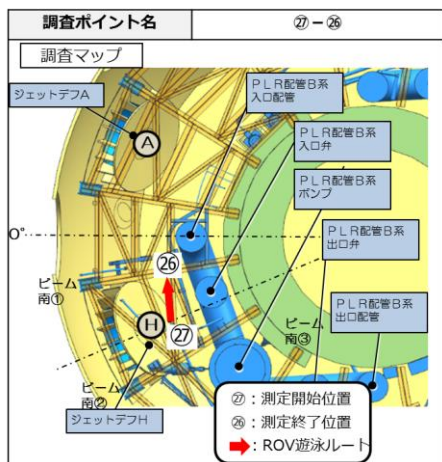 調査ポイント名
㉗－㉖
調査マップ
ジェットデフA
A
ＰＬＲ配管Ｂ系
入口配管
ＰＬＲ配管Ｂ系
入口弁
ＰＬＲ配管Ｂ系
ポンプ
ＰＬＲ配管Ｂ系
出口弁
ＰＬＲ配管Ｂ系
出口配管
0°
㉖
ビーム
南①
H
㉗
ビーム
南③
ビーム
南②
ジェットデフH
㉗：測定開始位置
㉖：測定終了位置
：ROV遊泳ルート